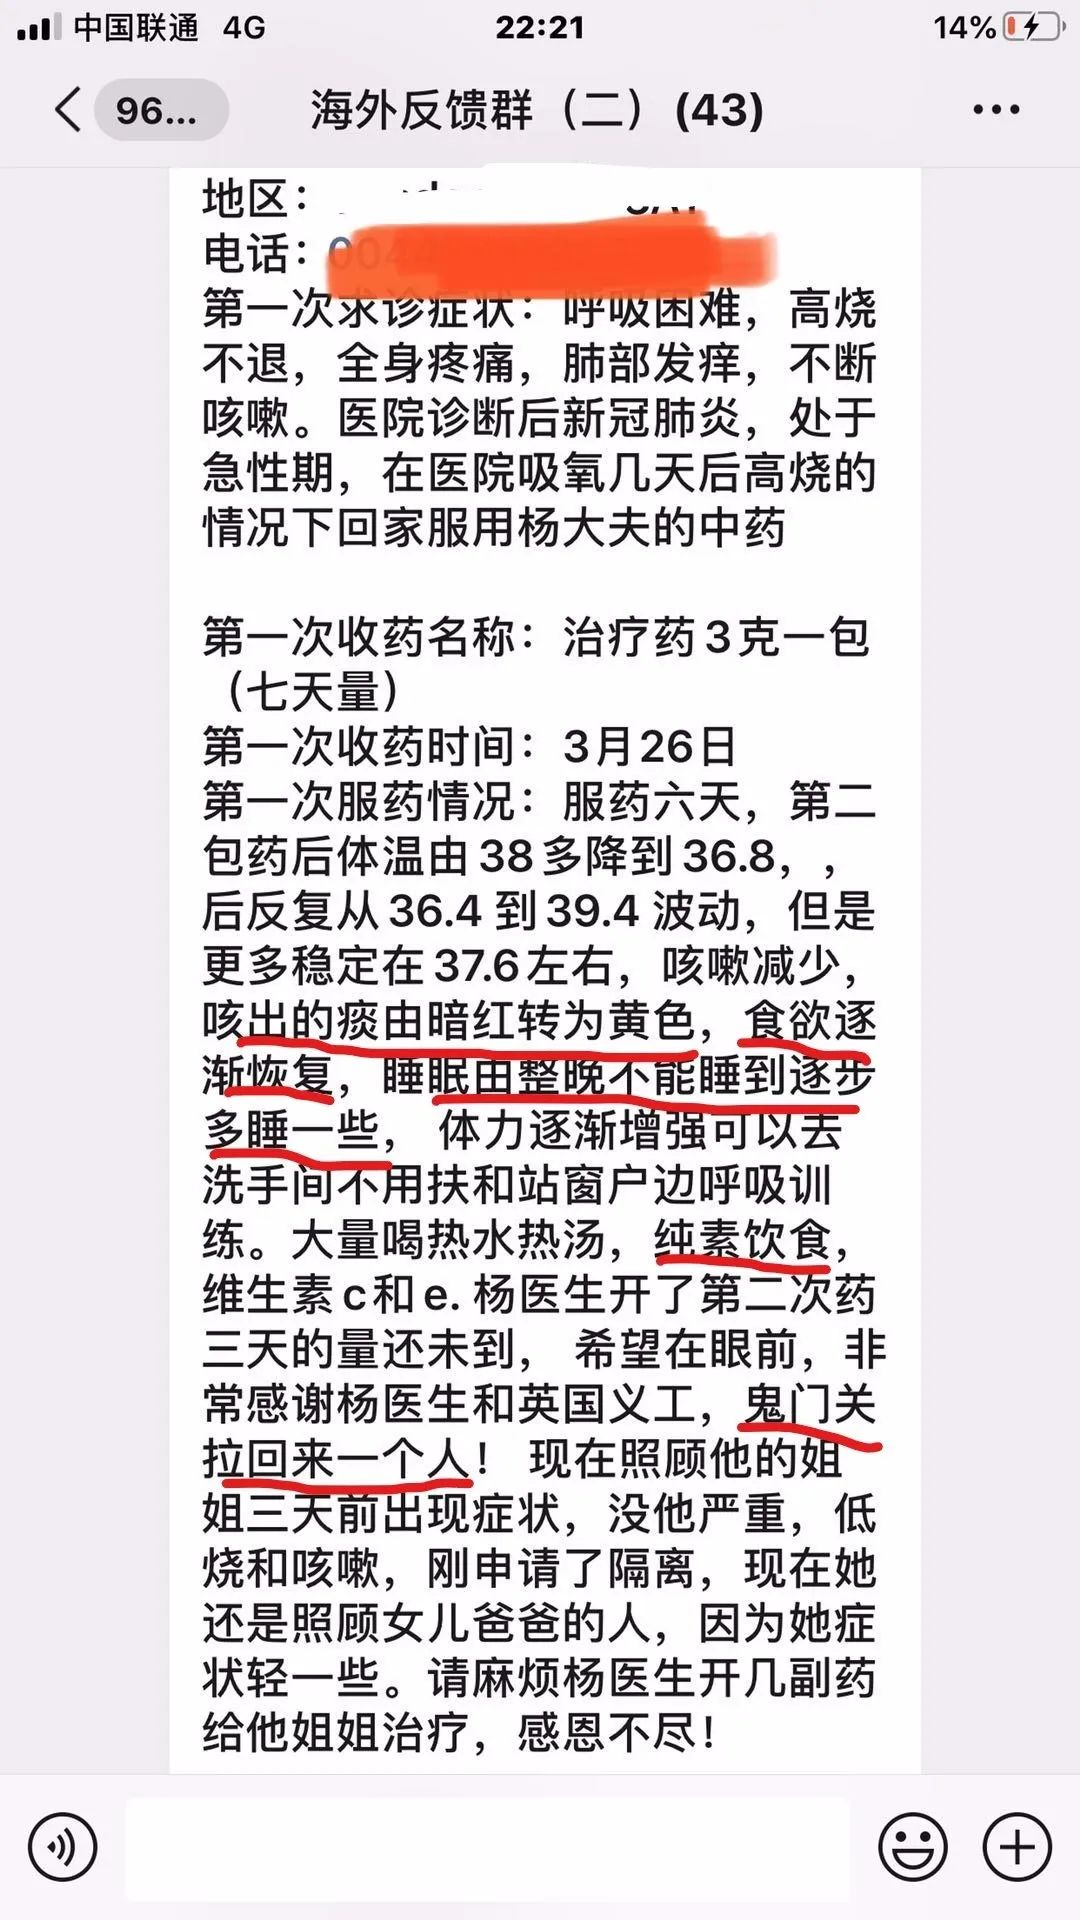 中国联通 4G 22:21 14%
96... 海外反馈群（二）(43)
地区：
电话：004
第一次求诊症状：呼吸困难，高烧
不退，全身疼痛，肺部发痒，不断
咳嗽。医院诊断后新冠肺炎，处于
急性期，在医院吸氧几天后高烧的
情况下回家服用杨大夫的中药
第一次收药名称：治疗药3克一包
（七天量）
第一次收药时间：3月26日
第一次服药情况：服药六天，第二
包药后体温由38多降到36.8，，
后反复从36.4到39.4波动，但是
更多稳定在37.6左右，咳嗽减少，
咳出的痰由暗红转为黄色，食欲逐
渐恢复，睡眠由整晚不能睡到逐步
多睡一些， 体力逐渐增强可以去
洗手间不用扶和站窗户边呼吸训
练。大量喝热水热汤，纯素饮食，
维生素c和e. 杨医生开了第二次药
三天的量还未到， 希望在眼前，非
常感谢杨医生和英国义工，鬼门关
拉回来一个人！ 现在照顾他的姐
姐三天前出现症状，没他严重，低
烧和咳嗽，刚申请了隔离，现在她
还是照顾女儿爸爸的人，因为她症
状轻一些。请麻烦杨医生开几副药
给他姐姐治疗，感恩不尽！